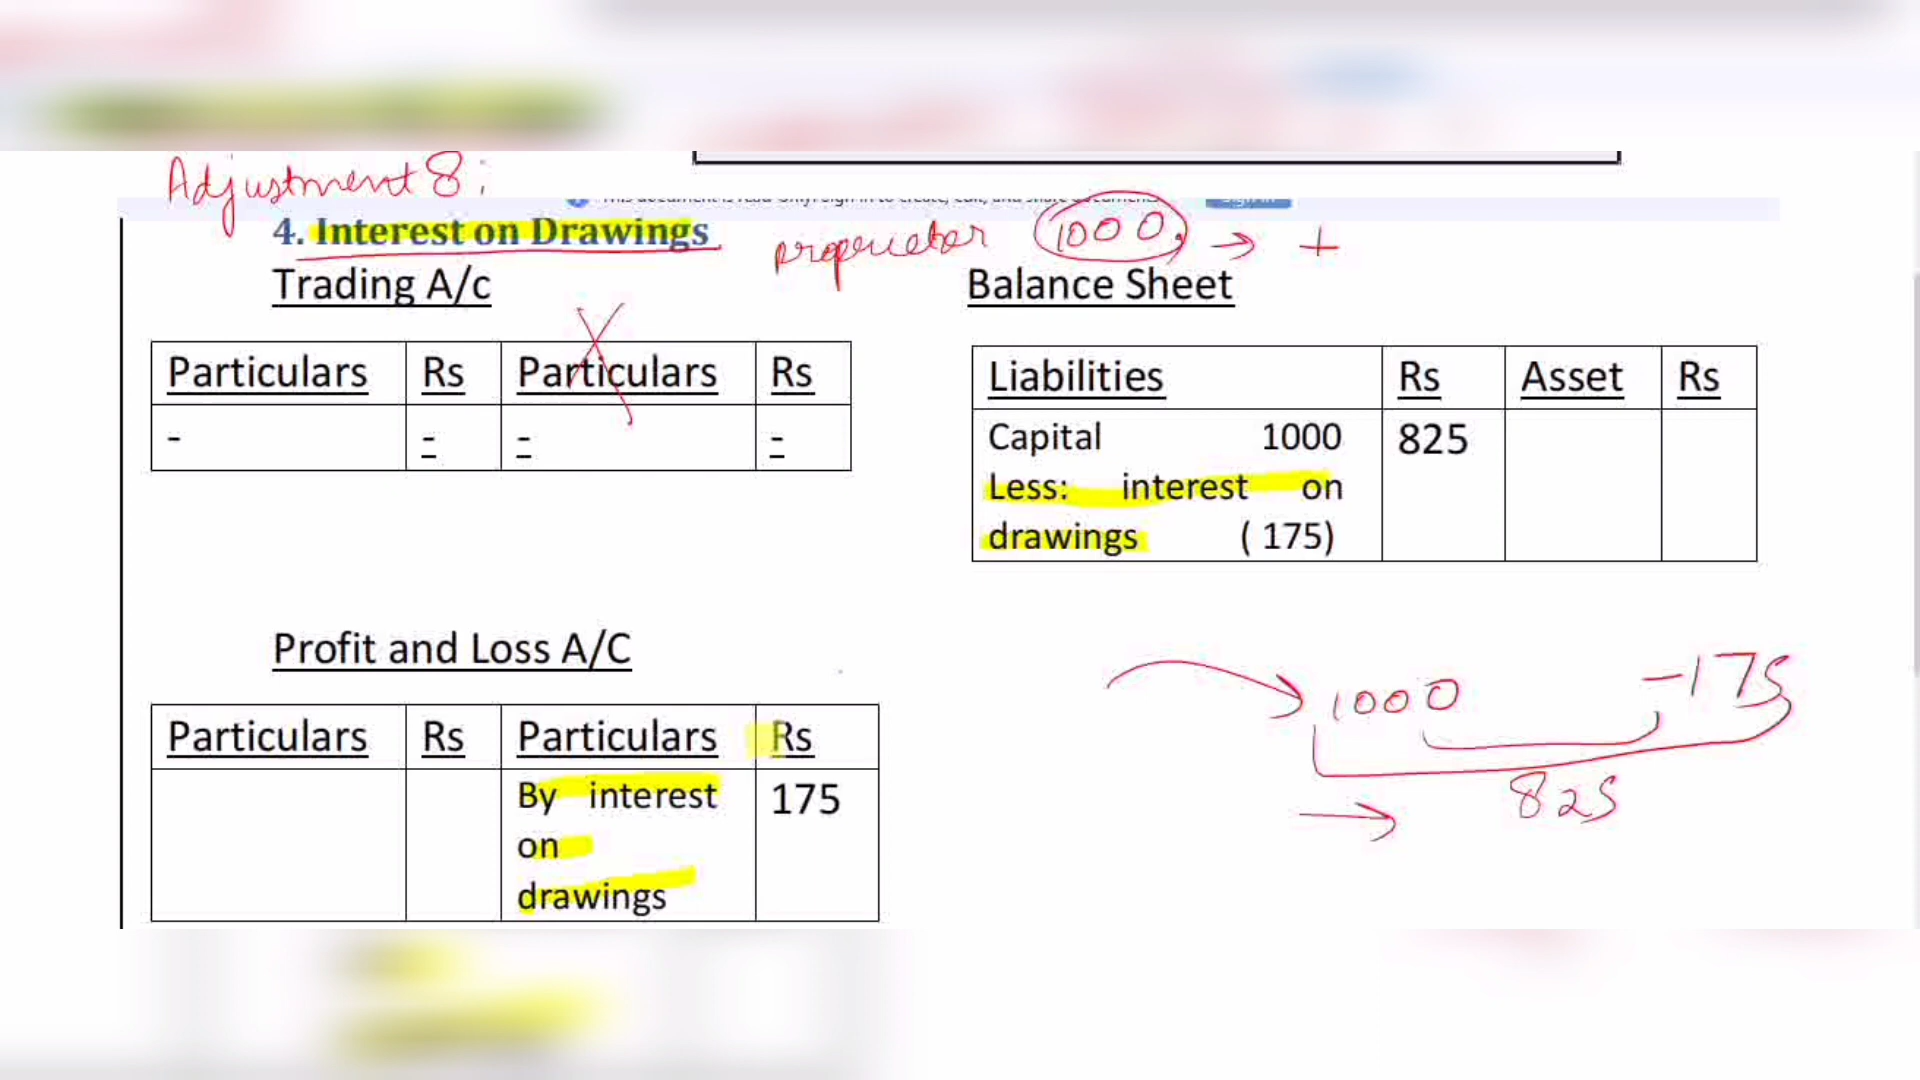 Adjustment 8:
4. Interest on Drawings
proprietor 1000, → +
Trading A/c
Particulars Rs Particulars Rs
- - - -
Balance Sheet
Liabilities Rs Asset Rs
Capital 1000 825
Less: interest on
drawings ( 175)
Profit and Loss A/C
Particulars Rs Particulars Rs
By interest 175
on
drawings
1000 -175
825